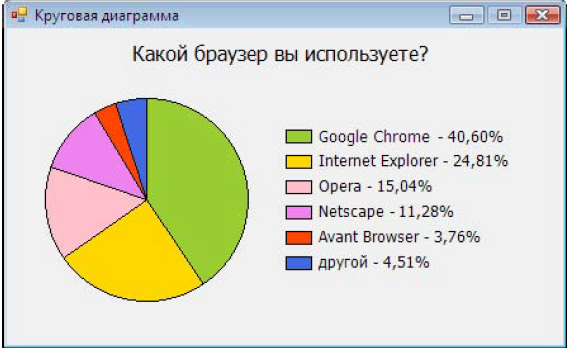 Круговая диаграмма
Какой браузер вы используете?
Google Chrome - 40,60%
Internet Explorer - 24,81%
Opera - 15,04%
Netscape - 11,28%
Avant Browser - 3,76%
другой - 4,51%